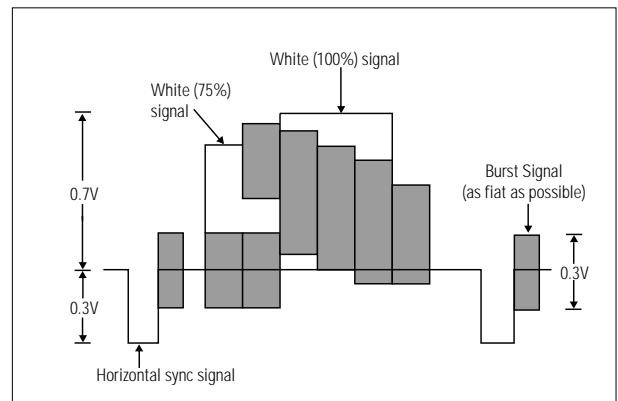 White (100%) signal
White (75%)
signal
0.7V
Burst Signal
(as fiat as possible)
0.3V
0.3V
Horizontal sync signal